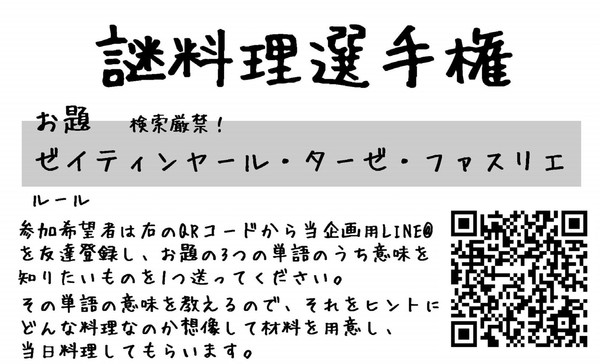 謎料理選手権
お題 検索厳禁！
ゼイティンヤール・ターゼ・ファスリエ
ルール
参加希望者は右のQRコードから当企画用LINE@
を友達登録し、お題の3つの単語のうち意味を
知りたいものを1つ送ってください。
その単語の意味を教えるので、それをヒントに
どんな料理なのか想像して材料を用意し、
当日料理してもらいます。